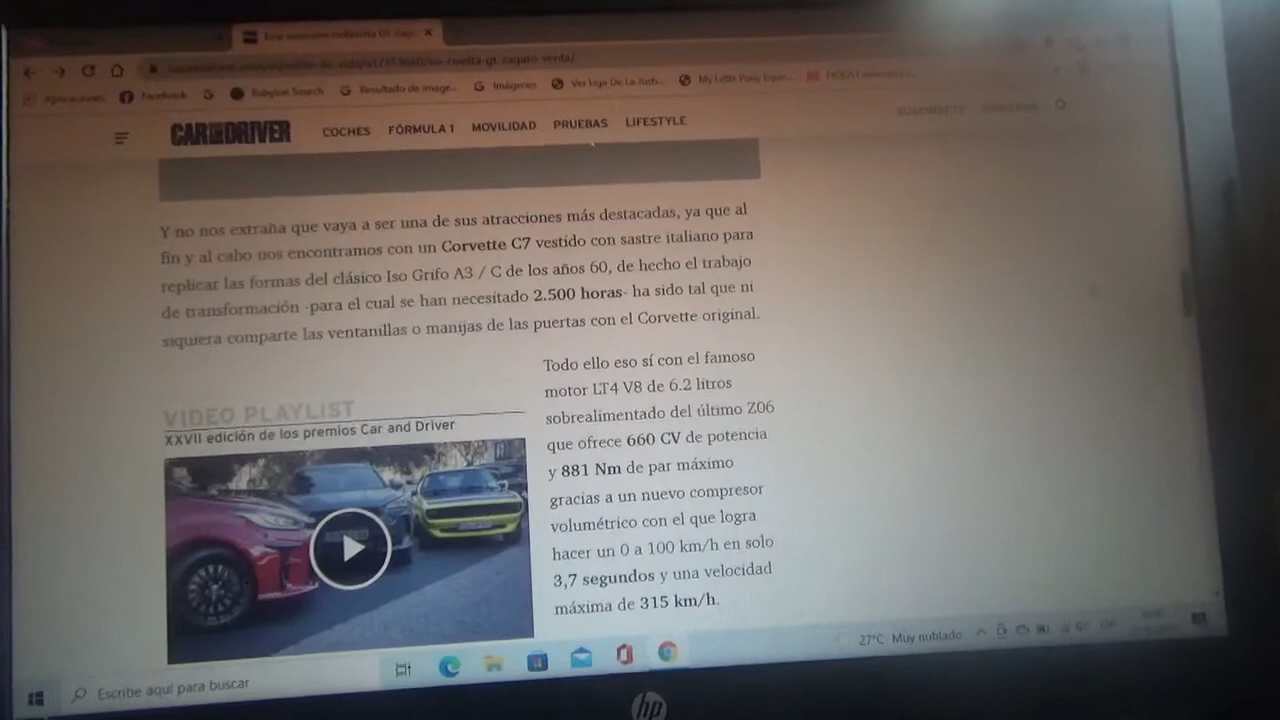 Facebook
Babylon Search
Resultado de image...
Imágenes
Ver Liga De La Justi...
My Little Pony Eque...
CAR AND DRIVER
COCHES
FÓRMULA 1
MOVILIDAD
PRUEBAS
LIFESTYLE
SUSCRÍBETE
Y no nos extraña que vaya a ser una de sus atracciones más destacadas, ya que al
fin y al cabo nos encontramos con un Corvette C7 vestido con sastre italiano para
replicar las formas del clásico Iso Grifo A3 / C de los años 60, de hecho el trabajo
de transformación -para el cual se han necesitado 2.500 horas- ha sido tal que ni
siquiera comparte las ventanillas o manijas de las puertas con el Corvette original.
VIDEO PLAYLIST
XXVII edición de los premios Car and Driver
Todo ello eso sí con el famoso
motor LT4 V8 de 6.2 litros
sobrealimentado del último Z06
que ofrece 660 CV de potencia
y 881 Nm de par máximo
gracias a un nuevo compresor
volumétrico con el que logra
hacer un 0 a 100 km/h en solo
3,7 segundos y una velocidad
máxima de 315 km/h.
27°C Muy nublado
Escribe aquí para buscar
hp